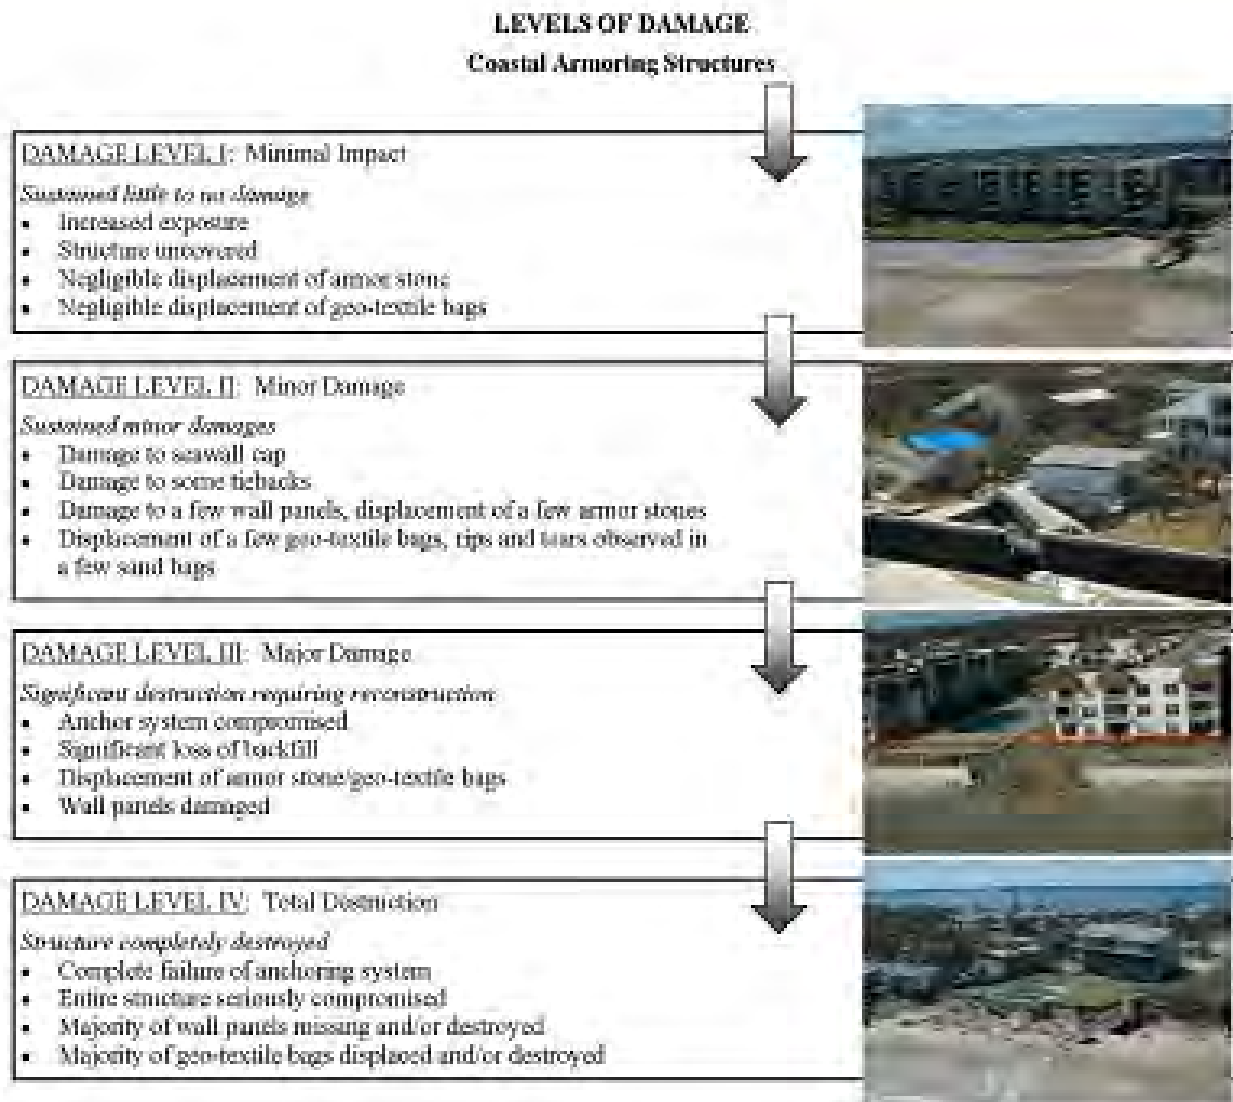 LEVELS OF DAMAGE
Coastal Armoring Structures
DAMAGE LEVEL I: Minimal Impact
Sustained little to no damage
• Increased exposure
• Structure uncovered
• Negligible displacement of armor stone
• Negligible displacement of geo-textile bags
DAMAGE LEVEL II: Minor Damage
Sustained minor damages
• Damage to seawall cap
• Damage to some tiebacks
• Damage to a few wall panels, displacement of a few armor stones
• Displacement of a few geo-textile bags, rips and tears observed in
a few sand bags
DAMAGE LEVEL III: Major Damage
Significant destruction requiring reconstruction
• Anchor system compromised
• Significant loss of backfill
• Displacement of armor stone/geo-textile bags
• Wall panels damaged
DAMAGE LEVEL IV: Total Destruction
Structure completely destroyed
• Complete failure of anchoring system
• Entire structure seriously compromised
• Majority of wall panels missing and/or destroyed
• Majority of geo-textile bags displaced and/or destroyed